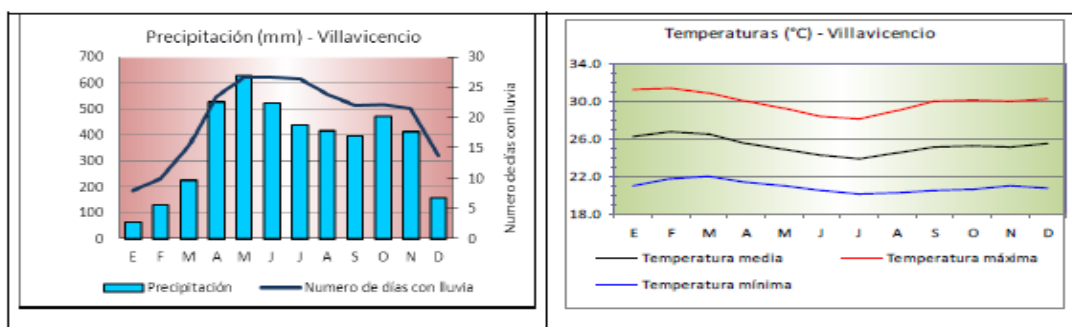 Precipitación (mm) - Villavicencio
700
600
500
400
300
200
100
0
30
25
20
15
10
5
0
Numero de días con lluvia
E F M A M J J A S O N D
Precipitación Numero de días con lluvia
Temperaturas (°C) - Villavicencio
34.0
30.0
26.0
22.0
18.0
E F M A M J J A S O N D
Temperatura media Temperatura máxima
Temperatura mínima